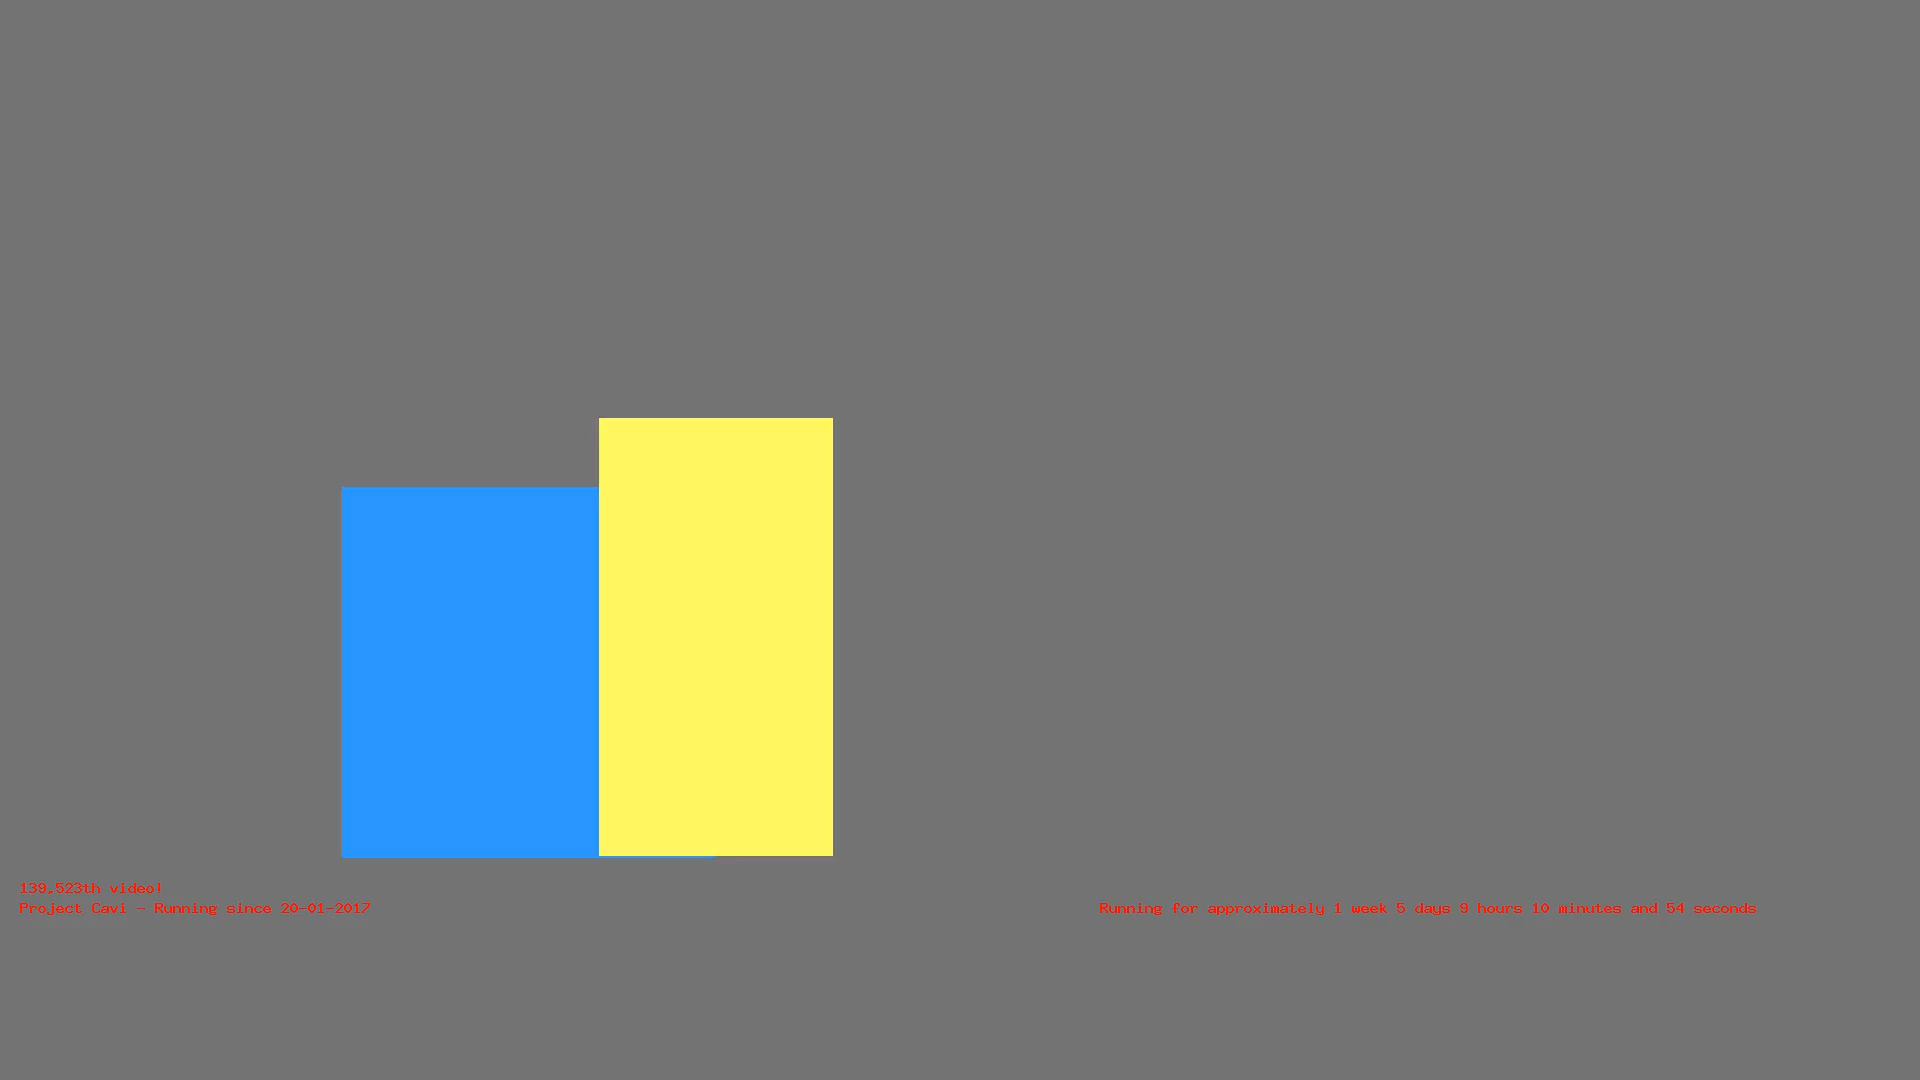 139.523th video!
Project Cavi - Running since 20-01-2017
Running for approximately 1 week 5 days 9 hours 10 minutes and 54 seconds